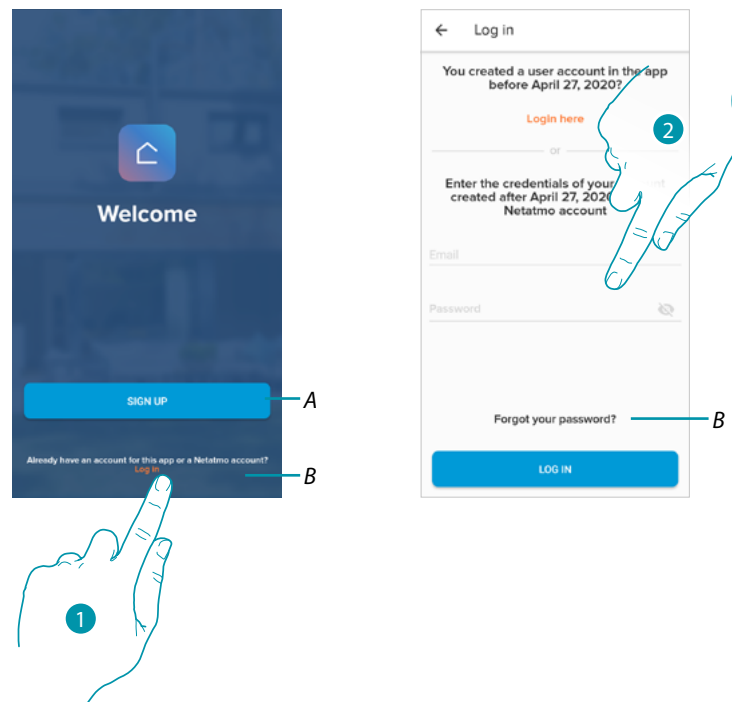 Welcome
SIGN UP
A
Already have an account for this app or a Netatmo account?
Log in
B
1
Log in
You created a user account in the app
before April 27, 2020?
Login here
or
2
Enter the credentials of your
created after April 27, 202
Netatmo account
Email
Password
Forgot your password?
B
LOG IN